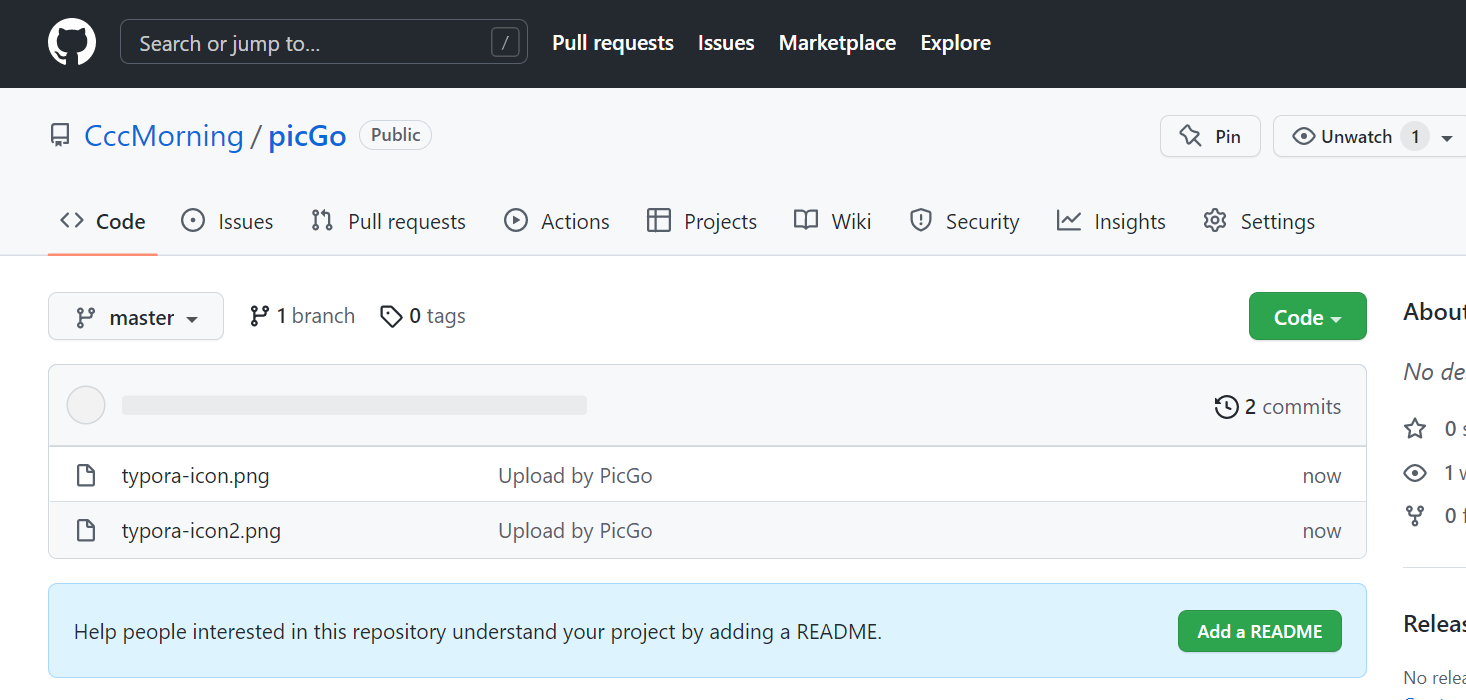 Search or jump to... / Pull requests Issues Marketplace Explore
CccMorning / picGo Public Pin Unwatch 1
Code Issues Pull requests Actions Projects Wiki Security Insights Settings
master 1 branch 0 tags Code
About
No de
2 commits
0 s
typora-icon.png Upload by PicGo now
1 w
typora-icon2.png Upload by PicGo now
0 f
Help people interested in this repository understand your project by adding a README. Add a README
Releas
No relea